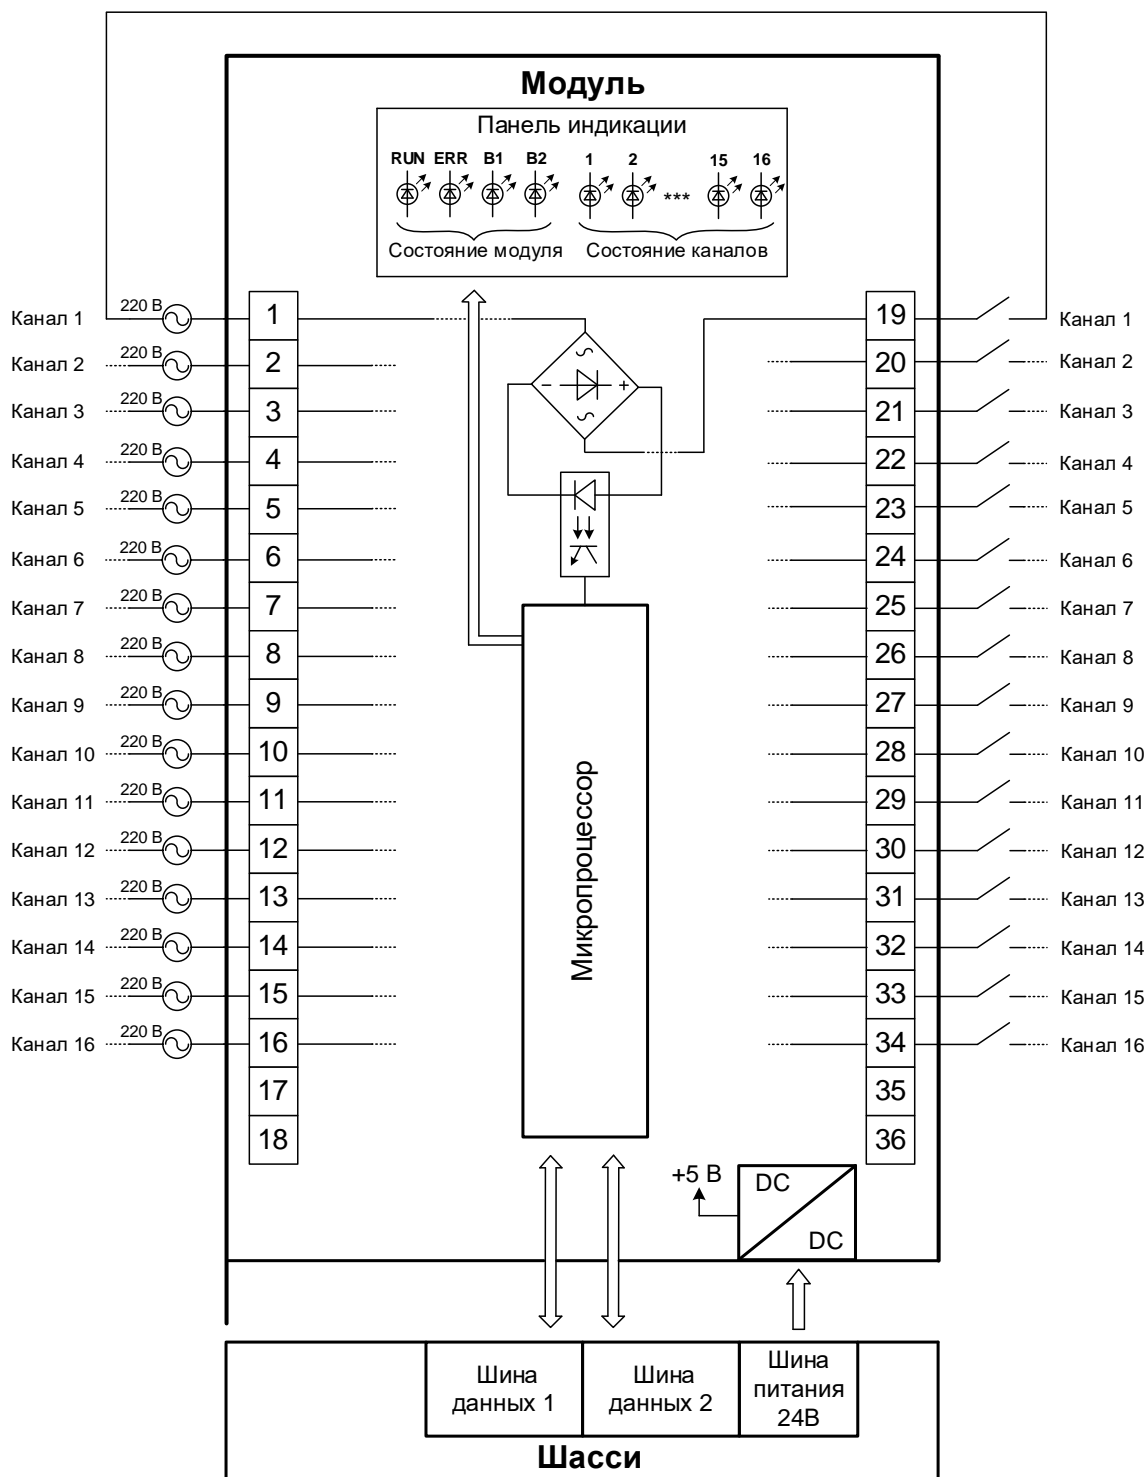 Модуль
Панель индикации
RUN ERR B1 B2 1 2 *** 15 16
Состояние модуля Состояние каналов
Канал 1 220 В 1 19 Канал 1
Канал 2 220 В 2 20 Канал 2
Канал 3 220 В 3 21 Канал 3
Канал 4 220 В 4 22 Канал 4
Канал 5 220 В 5 23 Канал 5
Канал 6 220 В 6 24 Канал 6
Канал 7 220 В 7 25 Канал 7
Канал 8 220 В 8 26 Канал 8
Канал 9 220 В 9 27 Канал 9
Канал 10 220 В 10 28 Канал 10
Канал 11 220 В 11 29 Канал 11
Канал 12 220 В 12 30 Канал 12
Канал 13 220 В 13 31 Канал 13
Канал 14 220 В 14 32 Канал 14
Канал 15 220 В 15 33 Канал 15
Канал 16 220 В 16 34 Канал 16
17 35
18 36
Микропроцессор
+5 В DC
DC
Шина данных 1
Шина данных 2
Шина питания 24В
Шасси